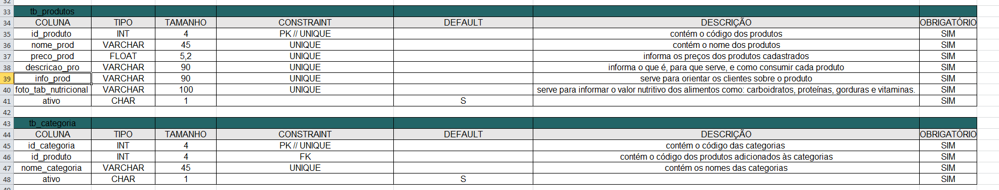 32
33 tb_produtos
34 COLUNA TIPO TAMANHO CONSTRAINT DEFAULT DESCRIÇÃO OBRIGATÓRIO
35 id_produto INT 4 PK // UNIQUE contém o código dos produtos SIM
36 nome_prod VARCHAR 45 UNIQUE contém o nome dos produtos SIM
37 preco_prod FLOAT 5,2 UNIQUE informa os preços dos produtos cadastrados SIM
38 descricao_pro VARCHAR 90 UNIQUE informa o que é, para que serve, e como consumir cada produto SIM
39 info_prod VARCHAR 90 UNIQUE serve para orientar os clientes sobre o produto SIM
40 foto_tab_nutricional VARCHAR 100 UNIQUE serve para informar o valor nutritivo dos alimentos como: carboidratos, proteínas, gorduras e vitaminas. SIM
41 ativo CHAR 1 S SIM
42
43 tb_categoria
44 COLUNA TIPO TAMANHO CONSTRAINT DEFAULT DESCRIÇÃO OBRIGATÓRIO
45 id_categoria INT 4 PK // UNIQUE contém o código das categorias SIM
46 id_produto INT 4 FK contém o código dos produtos adicionados às categorias SIM
47 nome_categoria VARCHAR 45 UNIQUE contém os nomes das categorias SIM
48 ativo CHAR 1 S SIM